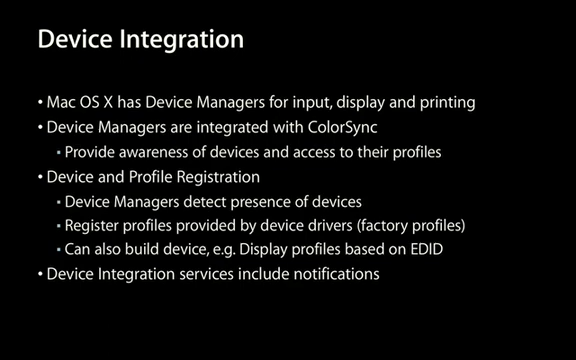 Device Integration
• Mac OS X has Device Managers for input, display and printing
• Device Managers are integrated with ColorSync
▪ Provide awareness of devices and access to their profiles
• Device and Profile Registration
▪ Device Managers detect presence of devices
▪ Register profiles provided by device drivers (factory profiles)
▪ Can also build device, e.g. Display profiles based on EDID
• Device Integration services include notifications